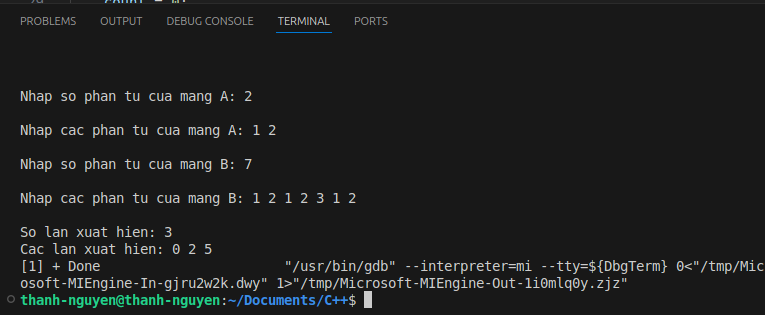 PROBLEMS OUTPUT DEBUG CONSOLE TERMINAL PORTS
Nhap so phan tu cua mang A: 2
Nhap cac phan tu cua mang A: 1 2
Nhap so phan tu cua mang B: 7
Nhap cac phan tu cua mang B: 1 2 1 2 3 1 2
So lan xuat hien: 3
Cac lan xuat hien: 0 2 5
[1] + Done "/usr/bin/gdb" --interpreter=mi --tty=${DbgTerm} 0<"/tmp/Mic
osoft-MIEngine-In-gjru2w2k.dwy" 1>"/tmp/Microsoft-MIEngine-Out-1i0mlq0y.zjz"
thanh-nguyen@thanh-nguyen:~/Documents/C++$